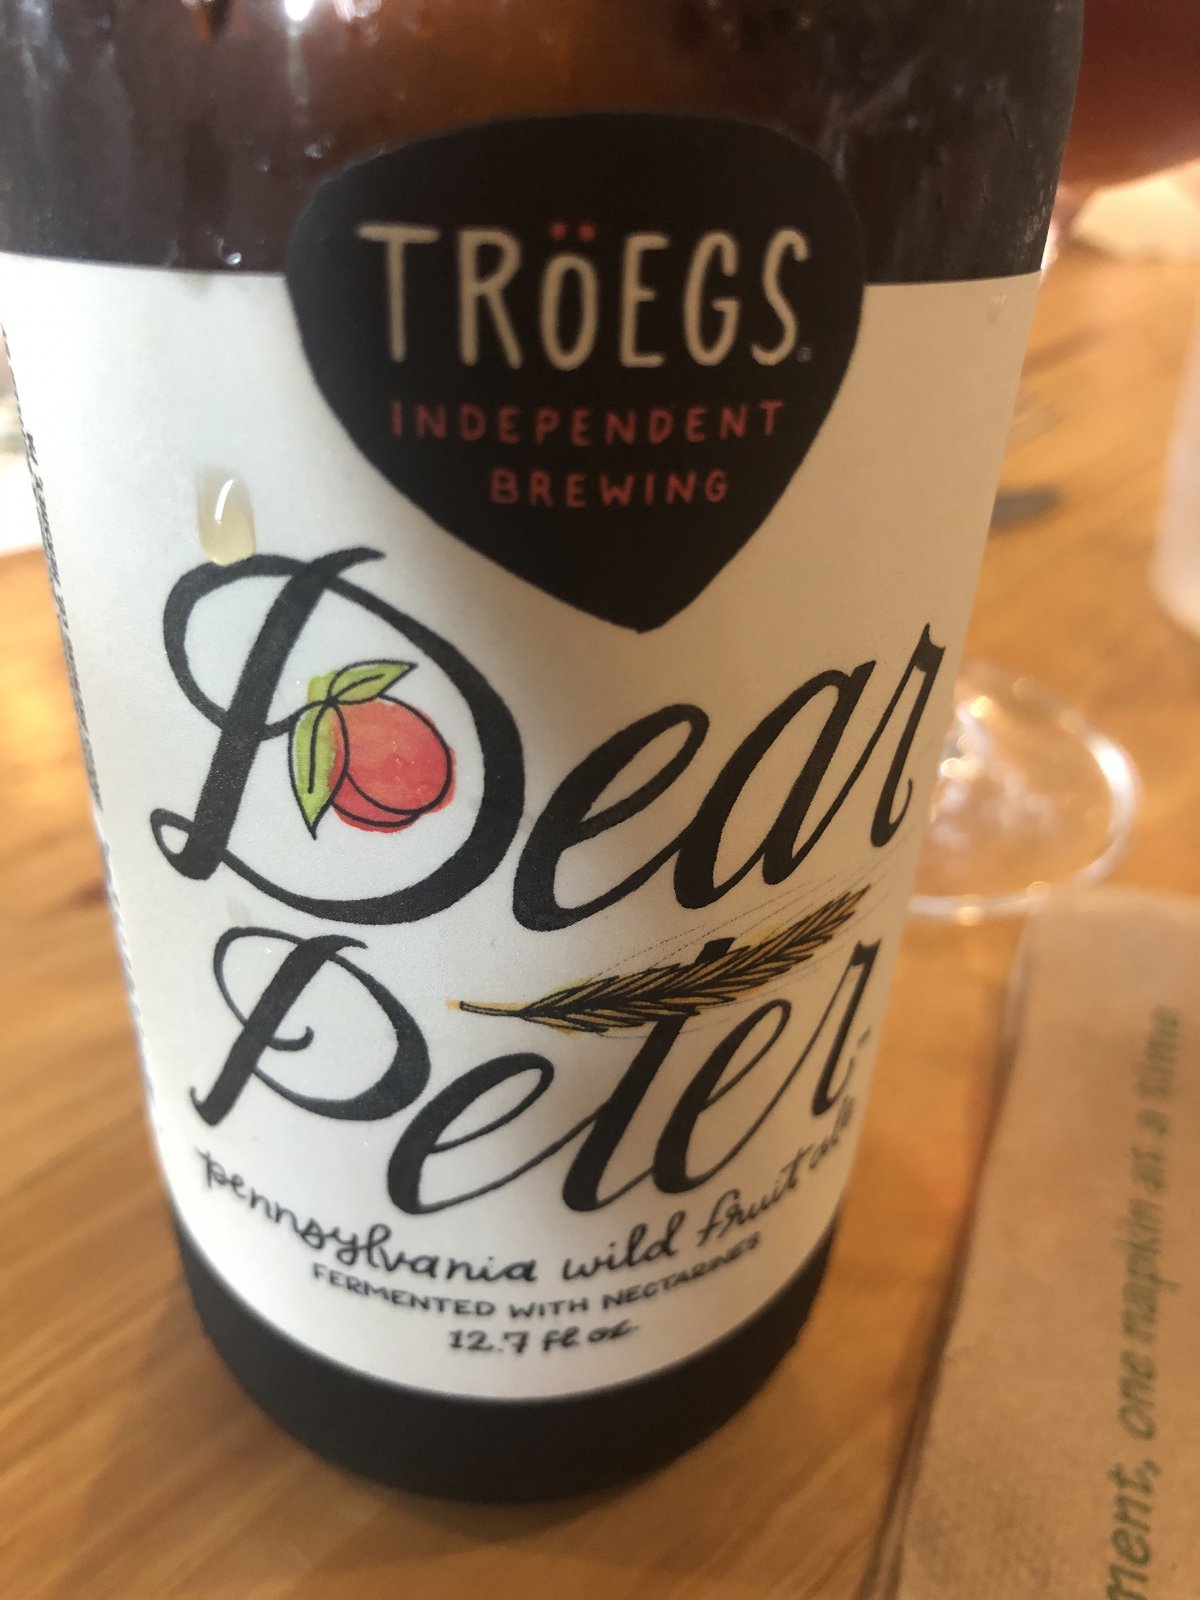 TRÖEGS
INDEPENDENT
BREWING
Dear
Peter
pennsylvania wild fruit ale
FERMENTED WITH NECTARINES
12.7 fl oz.
ment, one napkin at a time